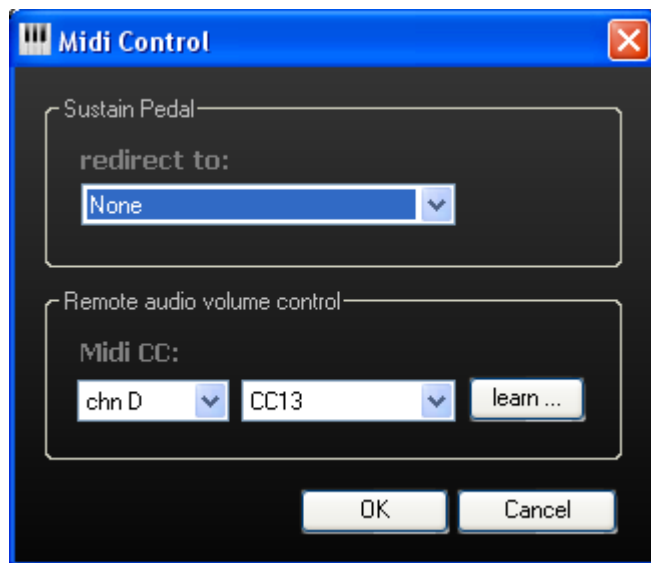 Midi Control
Sustain Pedal
redirect to:
None
Remote audio volume control
Midi CC:
chn D CC13 learn ...
OK Cancel